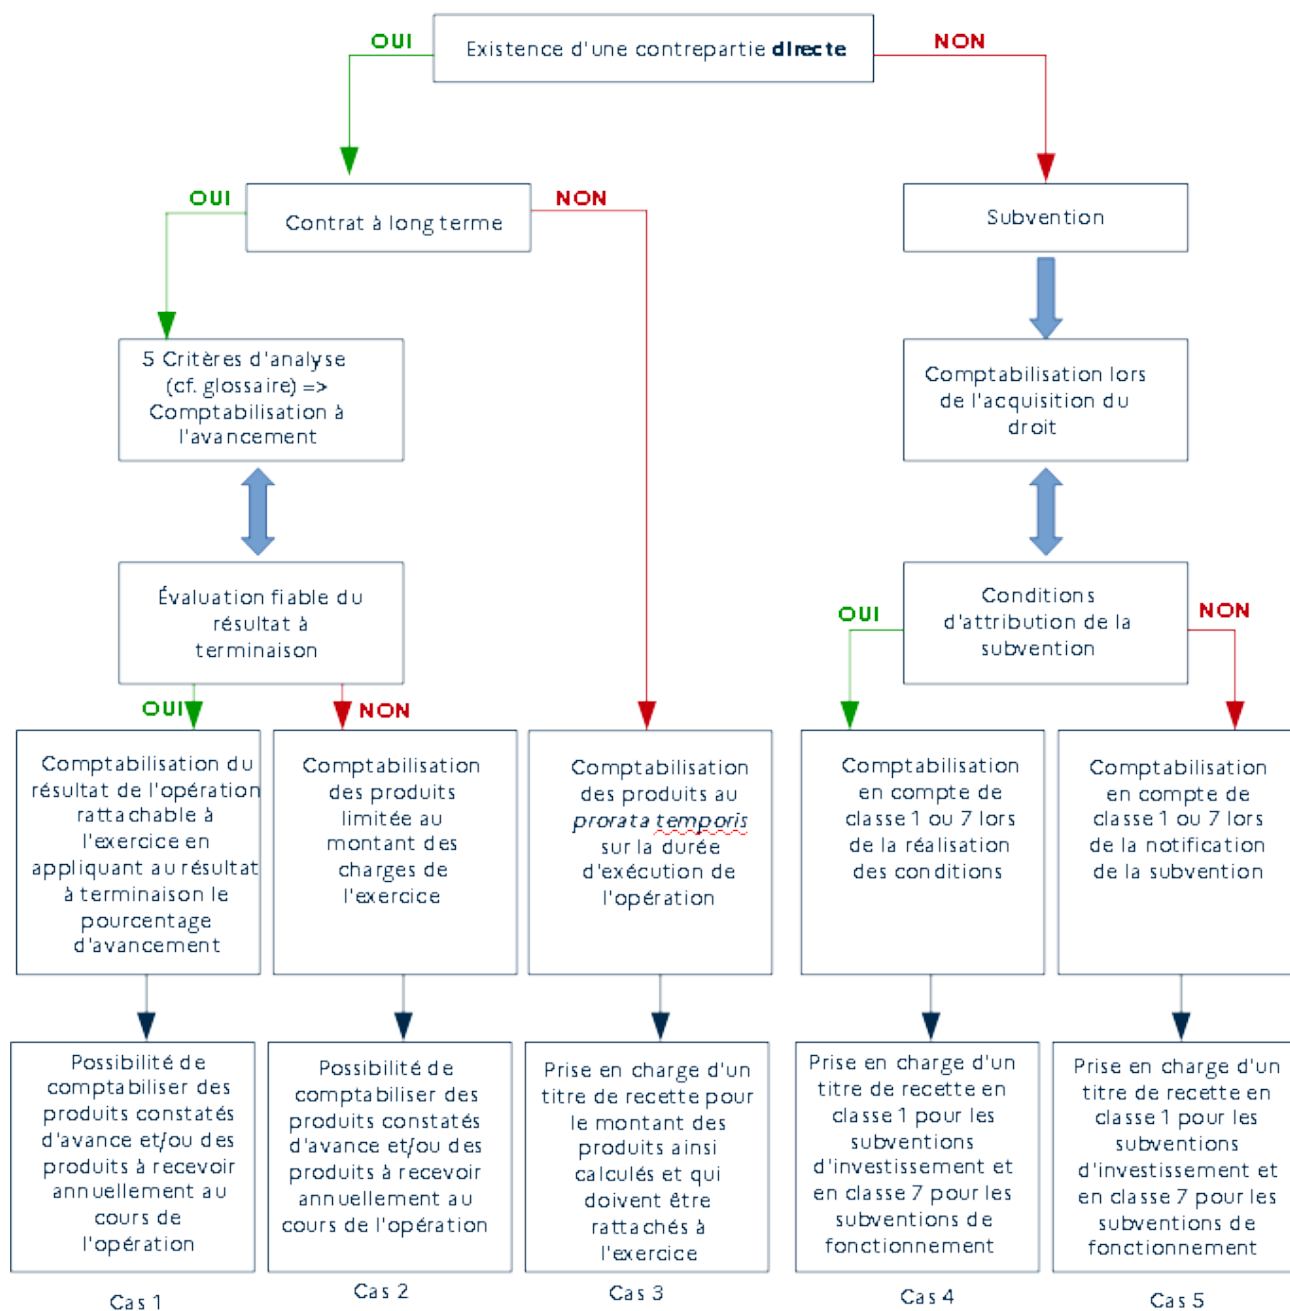 OUI
Existence d'une contrepartie directe
NON
OUI
Contrat à long terme
NON
Subvention
5 Critères d'analyse
(cf. glossaire) =>
Comptabilisation à
l'avancement
Comptabilisation lors
de l'acquisition du
droit
Évaluation fiable du
résultat à
terminaison
OUI
Conditions
d'attribution de la
subvention
NON
OUI
NON
Comptabilisation du
résultat de l'opération
rattachable à
l'exercice en
appliquant au résultat
à terminaison le
pourcentage
d'avancement
Comptabilisation
des produits
limitée au
montant des
charges de
l'exercice
Comptabilisation
des produits au
prorata temporis
sur la durée
d'exécution de
l'opération
Comptabilisation
en compte de
classe 1 ou 7 lors
de la réalisation
des conditions
Comptabilisation
en compte de
classe 1 ou 7 lors
de la notification
de la subvention
Possibilité de
comptabiliser des
produits constatés
d'avance et/ou des
produits à recevoir
annuellement au
cours de
l'opération
Possibilité de
comptabiliser des
produits constatés
d'avance et/ou des
produits à recevoir
annuellement au
cours de l'opération
Prise en charge d'un
titre de recette pour
le montant des
produits ainsi
calculés et qui
doivent être
rattachés à
l'exercice
Prise en charge d'un
titre de recette en
classe 1 pour les
subventions
d'investissement et
en classe 7 pour les
subventions de
fonctionnement
Prise en charge d'un
titre de recette en
classe 1 pour les
subventions
d'investissement et
en classe 7 pour les
subventions de
fonctionnement
Cas 1
Cas 2
Cas 3
Cas 4
Cas 5